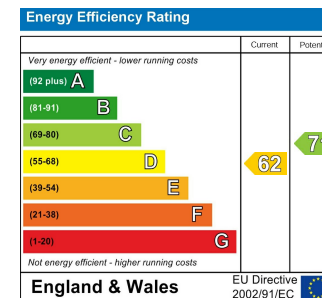 Energy Efficiency Rating
Current
Very energy efficient - lower running costs
(92 plus) A
(81-91) B
(69-80) C
(55-68) D
62
(39-54) E
(21-38) F
(1-20) G
Not energy efficient - higher running costs
England & Wales
EU Directive
2002/91/EC